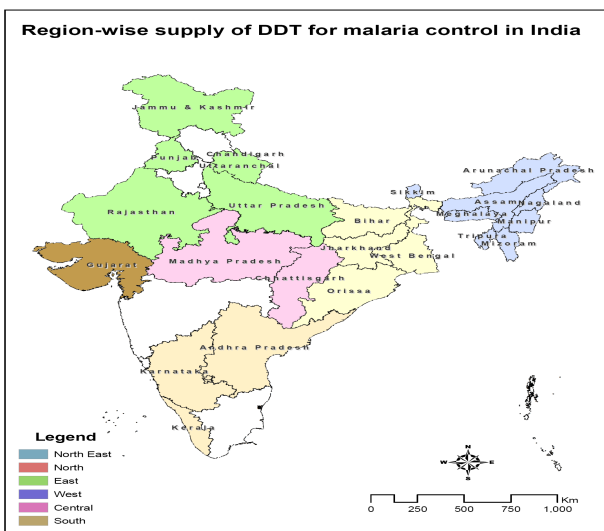 Region-wise supply of DDT for malaria control in India
Jammu & Kashmir
Punjab
Chandigarh
Uttaranchal
Arunachal Pradesh
Sikkim
Assam
Nagaland
Rajasthan
Uttar Pradesh
Bihar
Meghalaya
Manipur
Tripura
Mizoram
Jharkhand
West Bengal
Gujarat
Madhya Pradesh
Chhattisgarh
Orissa
Andhra Pradesh
Karnataka
Kerala
Legend
North East
North
East
West
Central
South
N
W E
S
0 250 500 750 1,000
Km